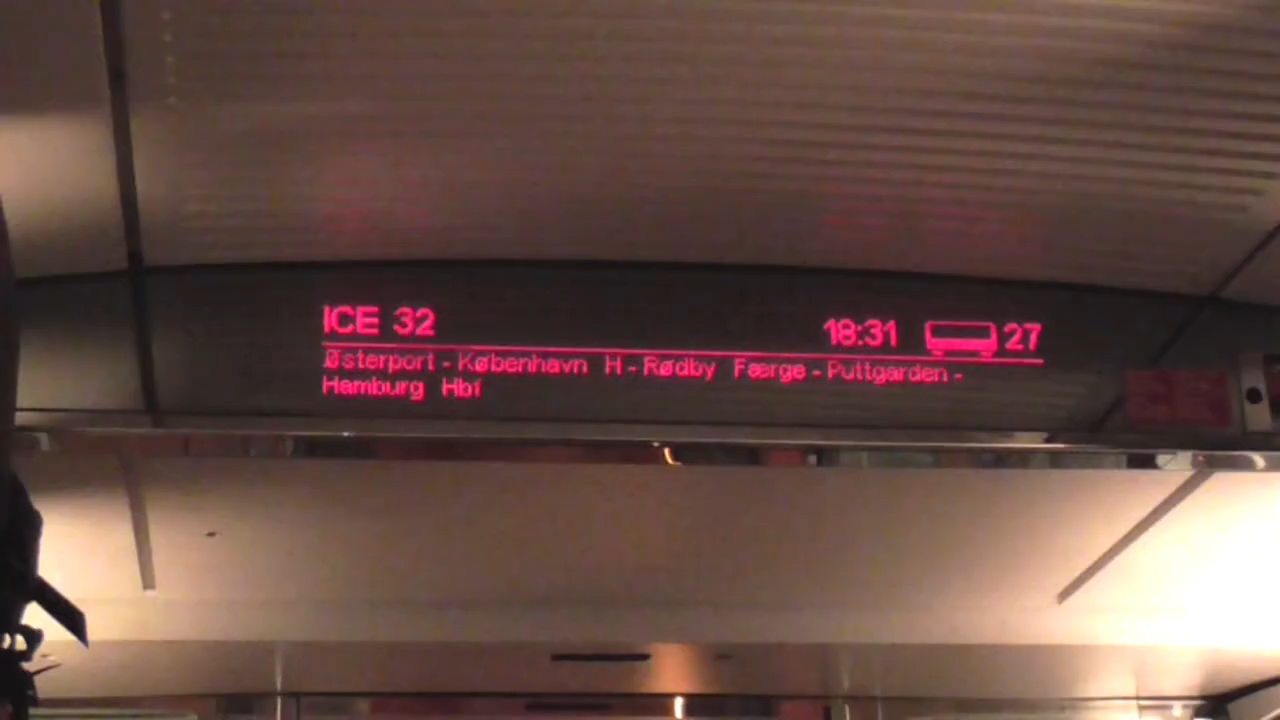 ICE 32 18:31 27
Østerport - København H - Rødby Færge - Puttgarden -
Hamburg Hbf